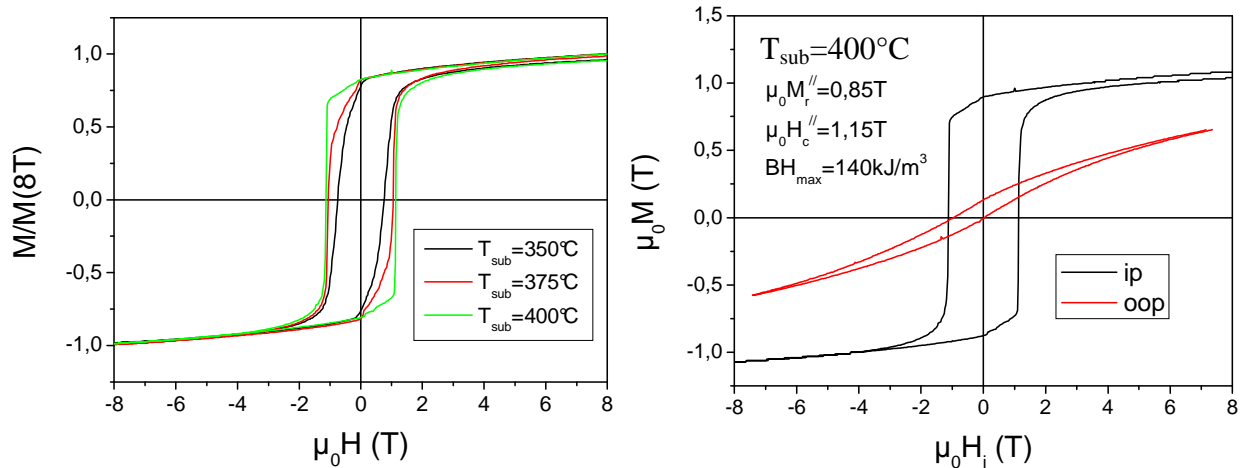 M/M(8T)
1,0
0,5
0,0
-0,5
-1,0
-8 -6 -4 -2 0 2 4 6 8
µ₀H (T)
T_sub=350°C
T_sub=375°C
T_sub=400°C
µ₀M (T)
1,5
1,0
0,5
0,0
-0,5
-1,0
-8 -6 -4 -2 0 2 4 6 8
µ₀H_i (T)
T_sub=400°C
µ₀M_r^//=0,85T
µ₀H_c^//=1,15T
BH_max=140kJ/m³
ip
oop